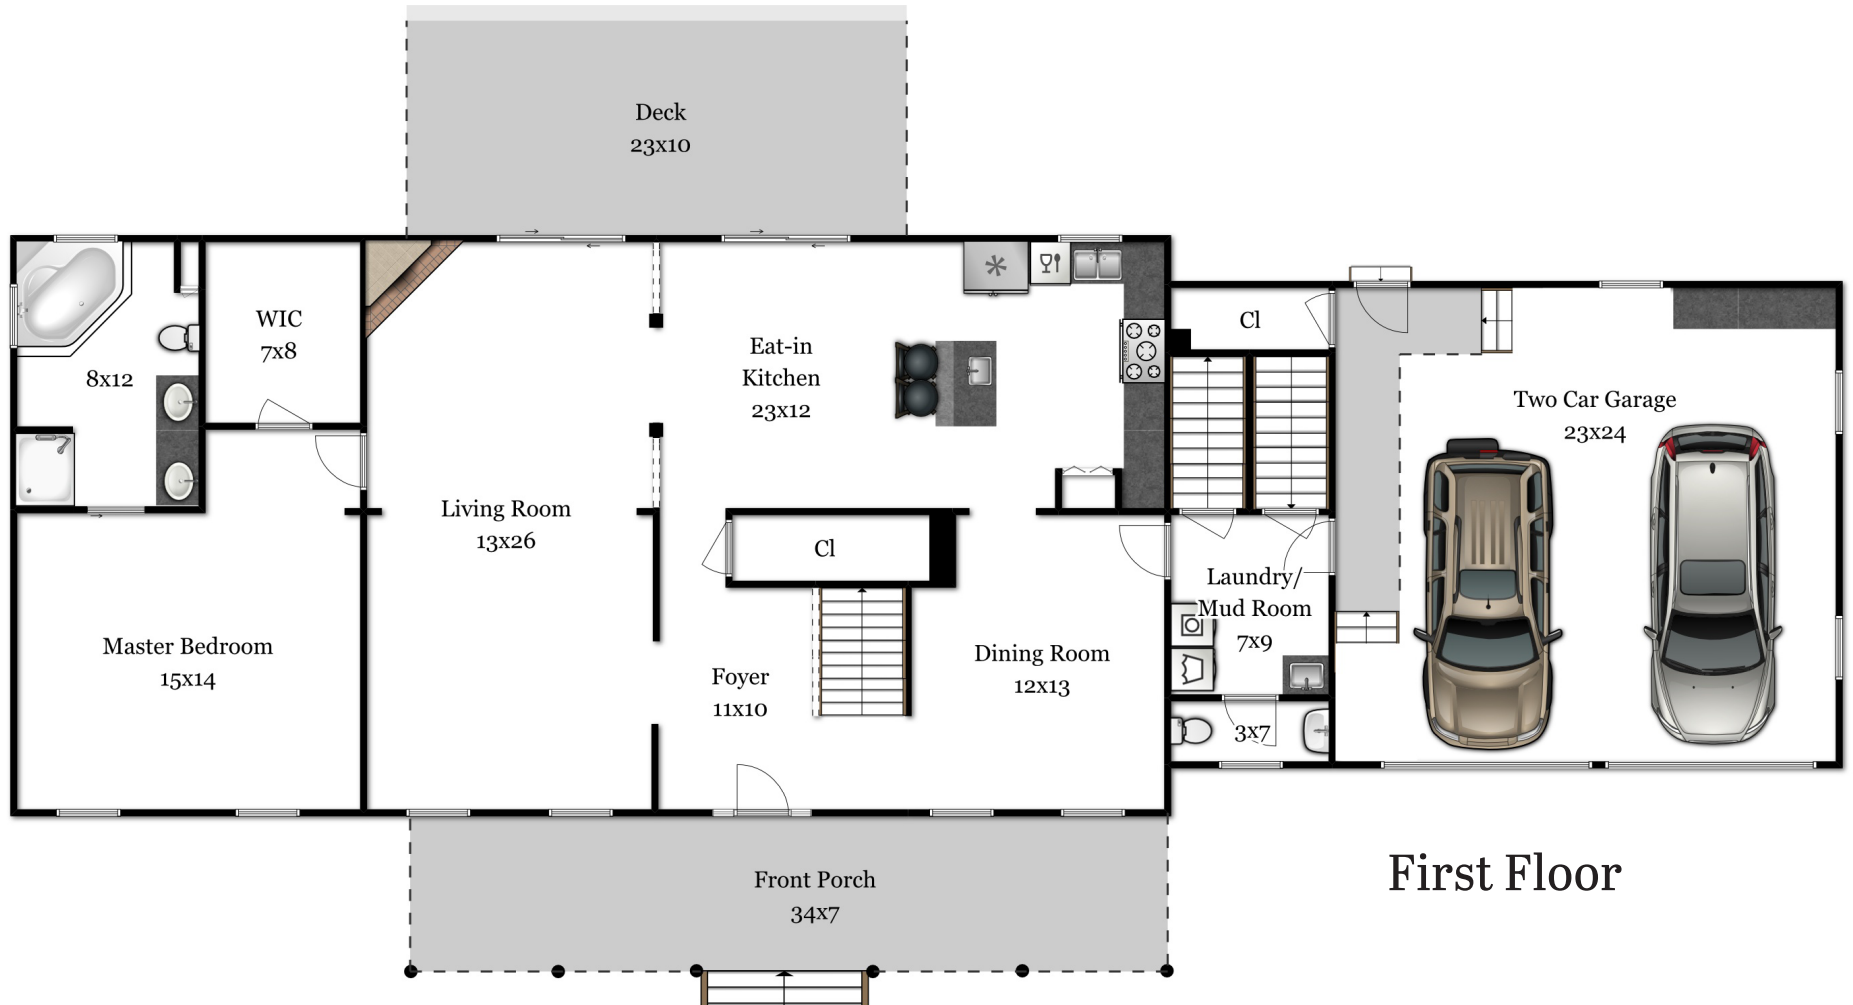 Deck
23x10
WIC
7x8
8x12
Eat-in
Kitchen
23x12
Cl
Two Car Garage
23x24
Living Room
13x26
Cl
Laundry/
Mud Room
7x9
Master Bedroom
15x14
Foyer
11x10
Dining Room
12x13
3x7
Front Porch
34x7
First Floor